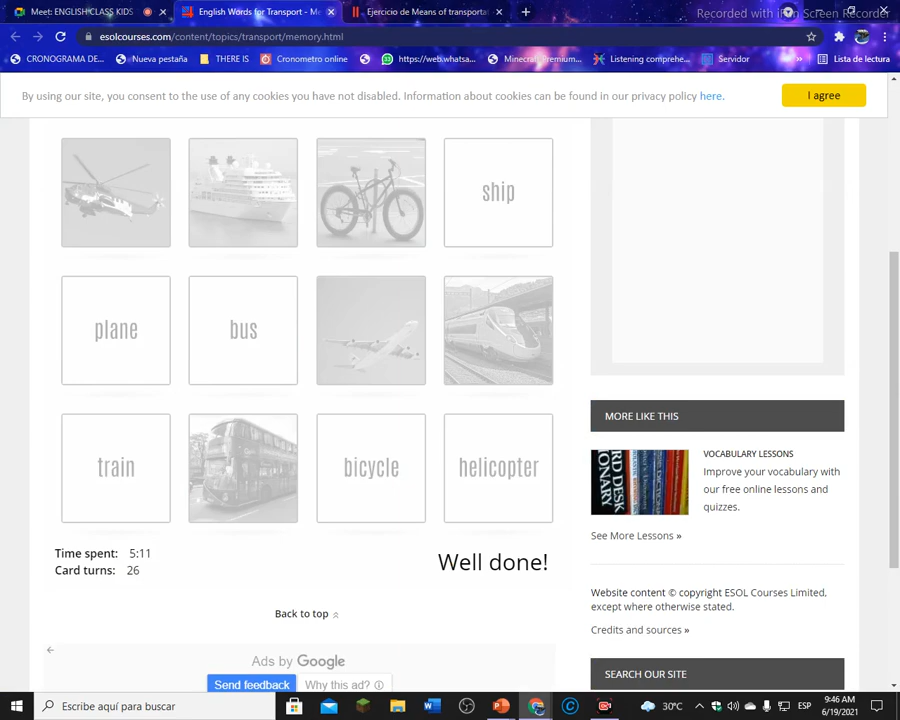 Meet: ENGLISH CLASS KIDS
English Words for Transport - Me
Ejercicio de Means of transporta
Recorded with iFun Screen Recorder
esolcourses.com/content/topics/transport/memory.html
CRONOGRAMA DE...
Nueva pestaña
THERE IS
Cronometro online
https://web.whatsa...
Minecraft Premium...
Listening comprehe...
Servidor
Lista de lectura
By using our site, you consent to the use of any cookies you have not disabled. Information about cookies can be found in our privacy policy here.
I agree
ship
plane
bus
train
bicycle
helicopter
Time spent: 5:11
Card turns: 26
Well done!
Back to top
Ads by Google
Send feedback
Why this ad?
MORE LIKE THIS
VOCABULARY LESSONS
Improve your vocabulary with
our free online lessons and
quizzes.
See More Lessons »
Website content © copyright ESOL Courses Limited,
except where otherwise stated.
Credits and sources »
SEARCH OUR SITE
Escribe aquí para buscar
30°C
ESP
9:46 AM
6/19/2021